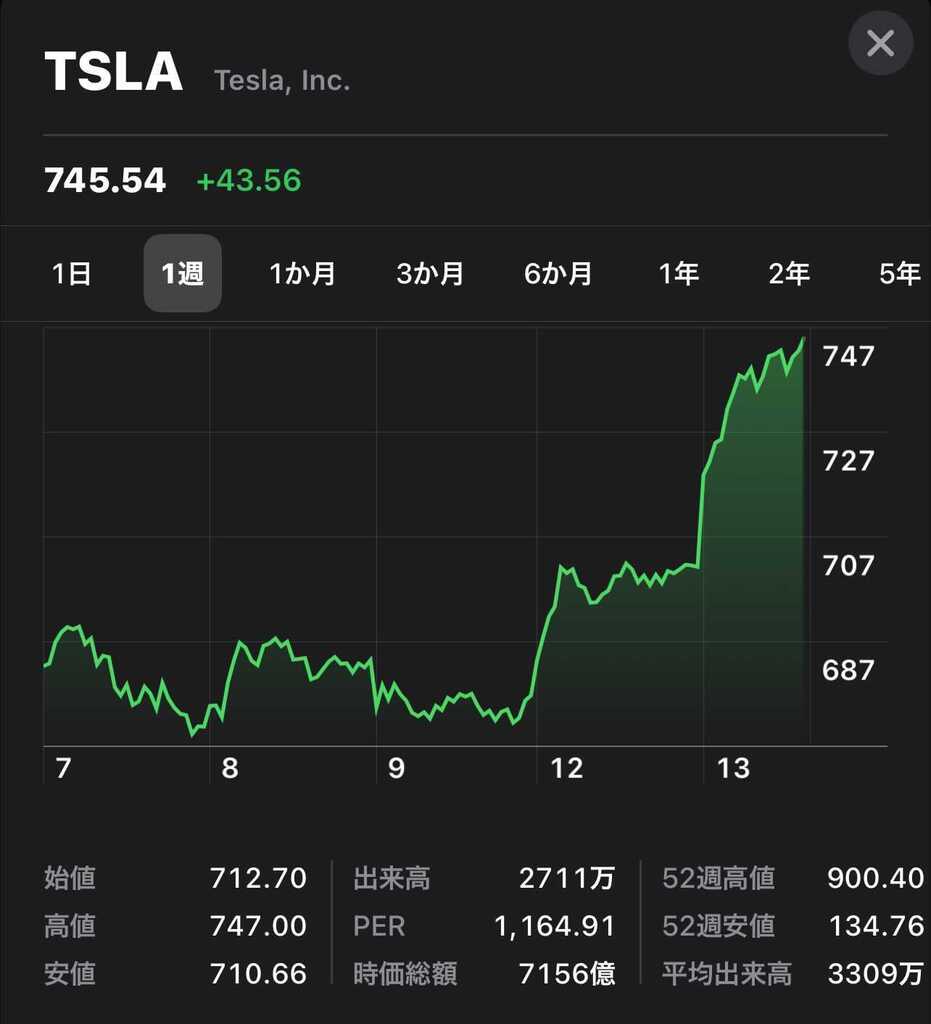 TSLA Tesla, Inc.
745.54 +43.56
1日 1週 1か月 3か月 6か月 1年 2年 5年
747
727
707
687
7 8 9 12 13
始値 712.70 出来高 2711万 52週高値 900.40
高値 747.00 PER 1,164.91 52週安値 134.76
安値 710.66 時価総額 7156億 平均出来高 3309万